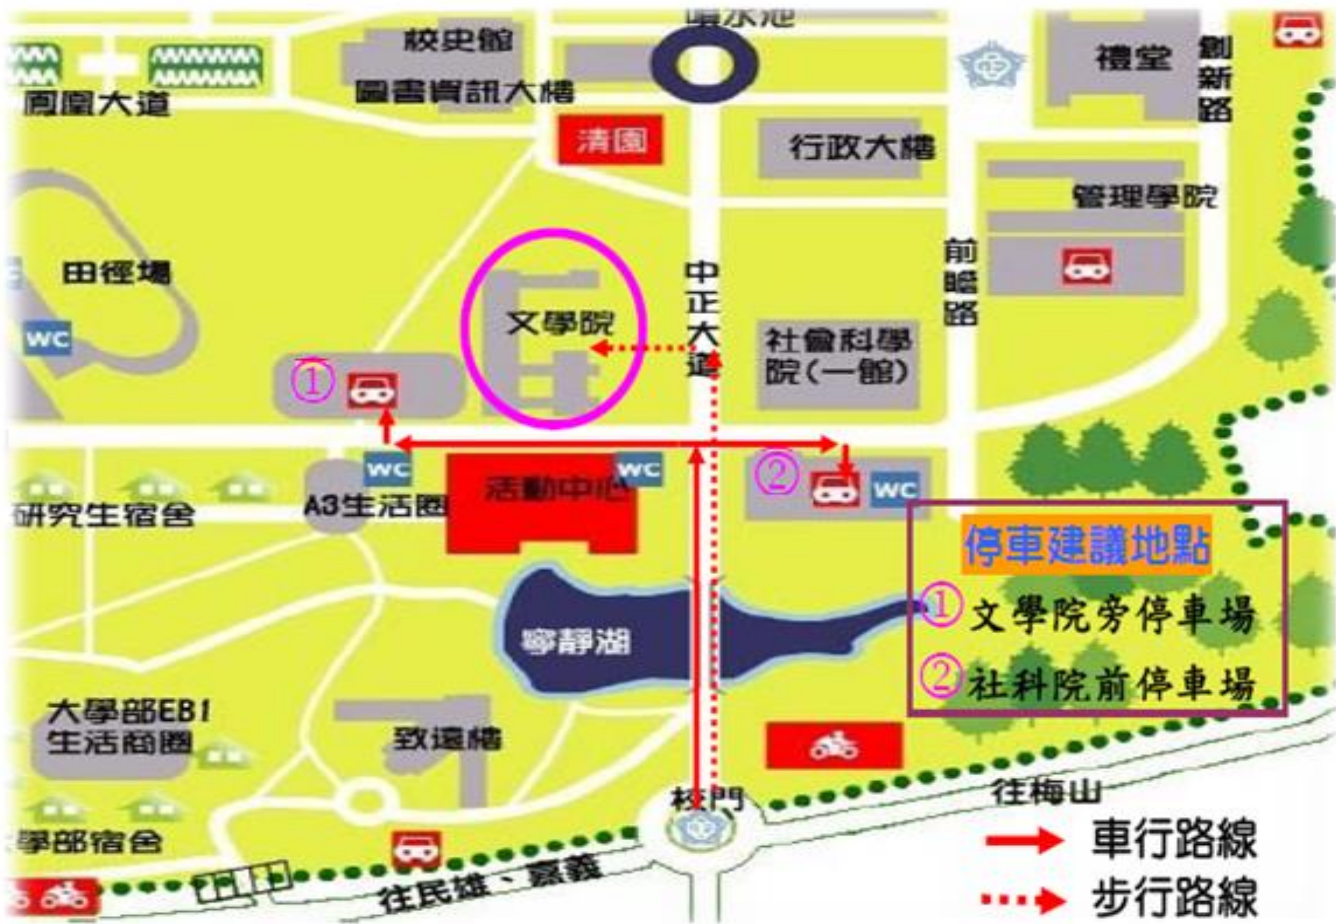 噴水池
校史館
禮堂
創新路
鳳凰大道
圖書資訊大樓
清園
行政大樓
管理學院
田徑場
中正大道
前瞻路
WC
文學院
社會科學
院(一館)
①
WC
活動中心
WC
②
WC
研究生宿舍
A3生活圈
停車建議地點
① 文學院旁停車場
② 社科院前停車場
寧靜湖
大學部EB1
生活商圈
致遠樓
校門
往梅山
學部宿舍
往民雄、嘉義
車行路線
步行路線